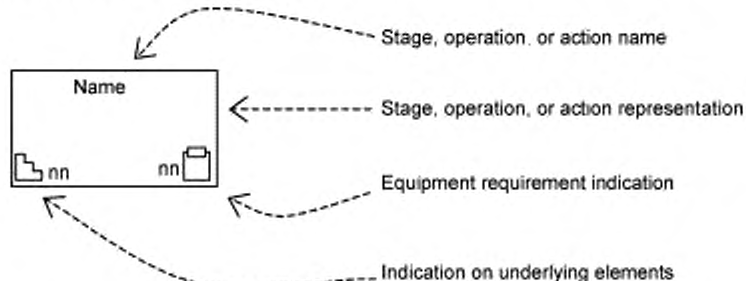 Stage, operation, or action name
Name
Stage, operation, or action representation
nn
nn
Equipment requirement indication
Indication on underlying elements